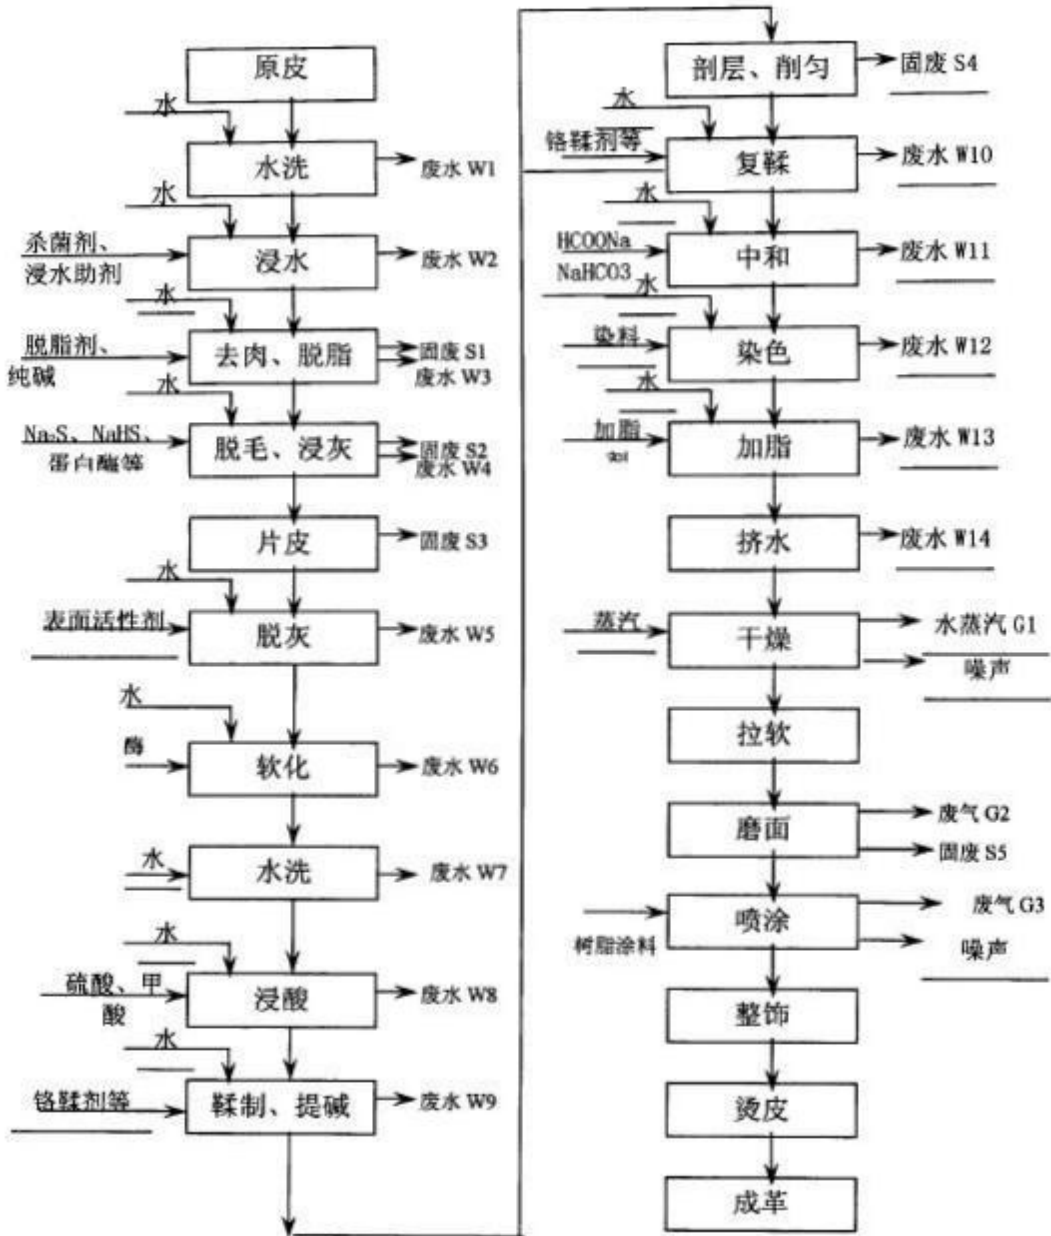 原皮
水
水洗
废水 W1
水
杀菌剂、
浸水助剂
浸水
废水 W2
水
脱脂剂、
纯碱
去肉、脱脂
固废 S1
废水 W3
水
Na₂S、NaHS、
蛋白酶等
脱毛、浸灰
固废 S2
废水 W4
片皮
固废 S3
水
表面活性剂
脱灰
废水 W5
水
酶
软化
废水 W6
水
水洗
废水 W7
水
硫酸、甲
酸
浸酸
废水 W8
水
铬鞣剂等
鞣制、提碱
废水 W9
剖层、削匀
固废 S4
水
铬鞣剂等
复鞣
废水 W10
水
HCOONa
NaHCO3
中和
废水 W11
水
染料
染色
废水 W12
水
加脂
加脂
废水 W13
挤水
废水 W14
蒸汽
干燥
水蒸汽 G1
噪声
拉软
磨面
废气 G2
固废 S5
树脂涂料
喷涂
废气 G3
噪声
整饰
烫皮
成革